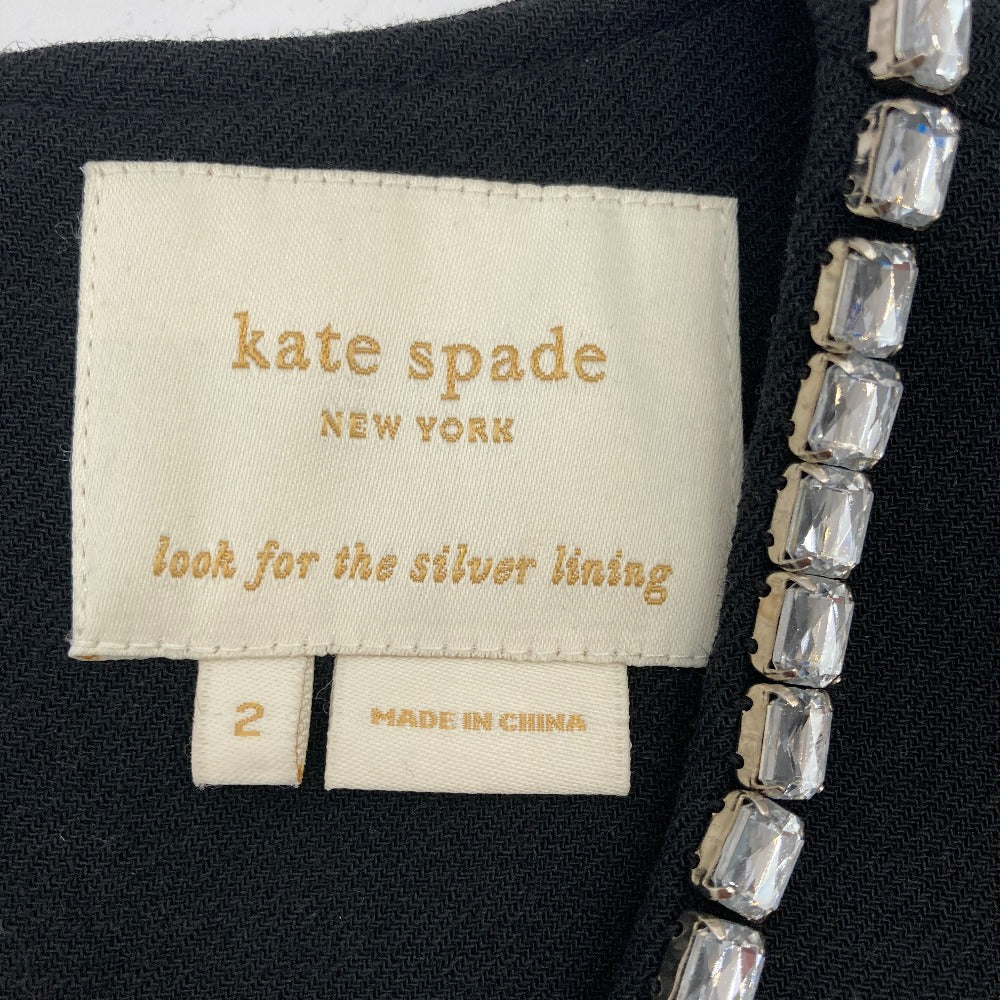 kate spade
NEW YORK
look for the silver lining
2
MADE IN CHINA